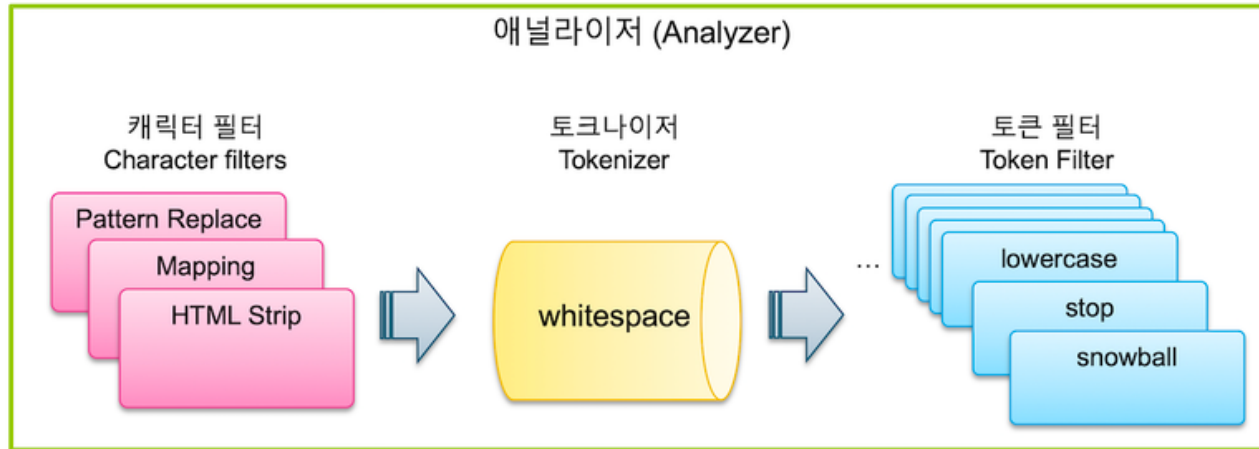 애널라이저 (Analyzer)
캐릭터 필터
Character filters
Pattern Replace
Mapping
HTML Strip
토크나이저
Tokenizer
whitespace
토큰 필터
Token Filter
...
lowercase
stop
snowball